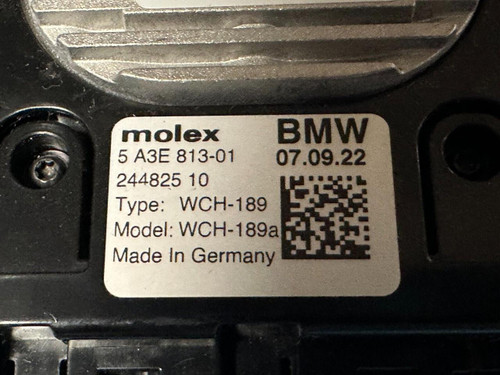 molex BMW
5 A3E 813-01 07.09.22
244825 10
Type: WCH-189
Model: WCH-189a
Made In Germany